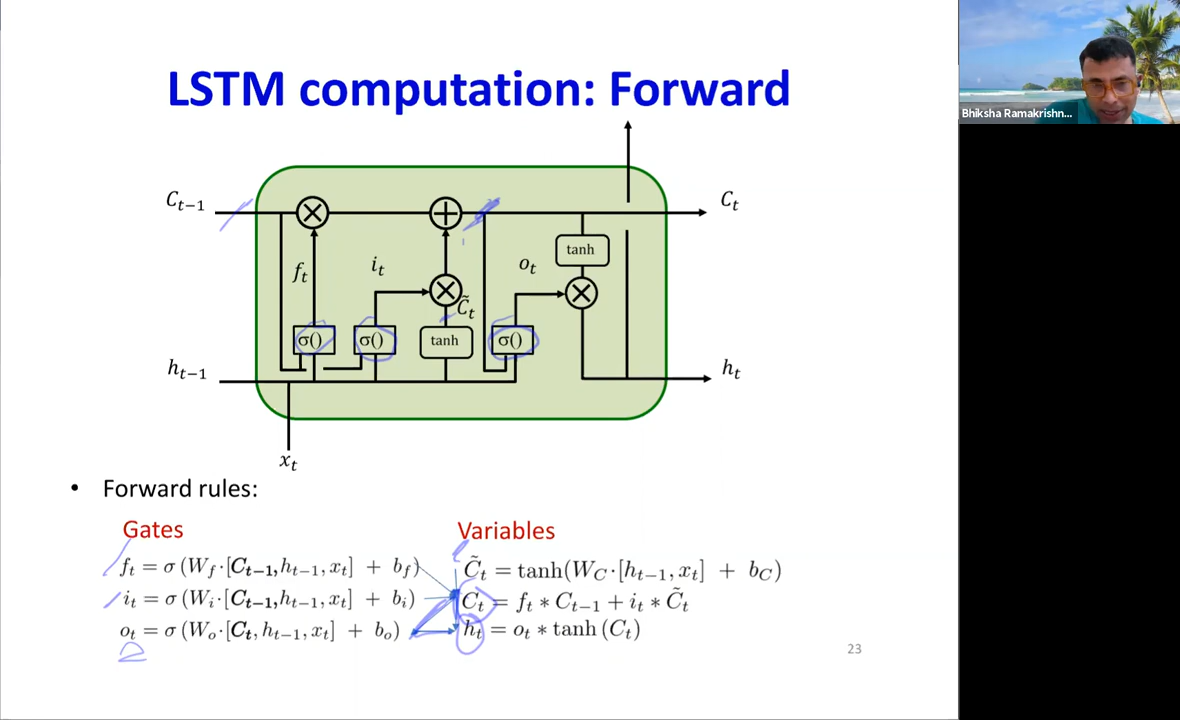 LSTM computation: Forward
Bhiksha Ramakrishn...
C_{t−1}
C_t
f_t
i_t
o_t
tanh
C̃_t
σ()
σ()
tanh
σ()
h_{t−1}
h_t
x_t
• Forward rules:
Gates
Variables
f_t = σ (W_f·[C_{t−1},h_{t−1},x_t] + b_f)
C̃_t = tanh(W_C·[h_{t−1},x_t] + b_C)
i_t = σ (W_i·[C_{t−1},h_{t−1},x_t] + b_i)
C_t = f_t * C_{t−1} + i_t * C̃_t
o_t = σ (W_o·[C_t,h_{t−1},x_t] + b_o)
h_t = o_t * tanh (C_t)
23